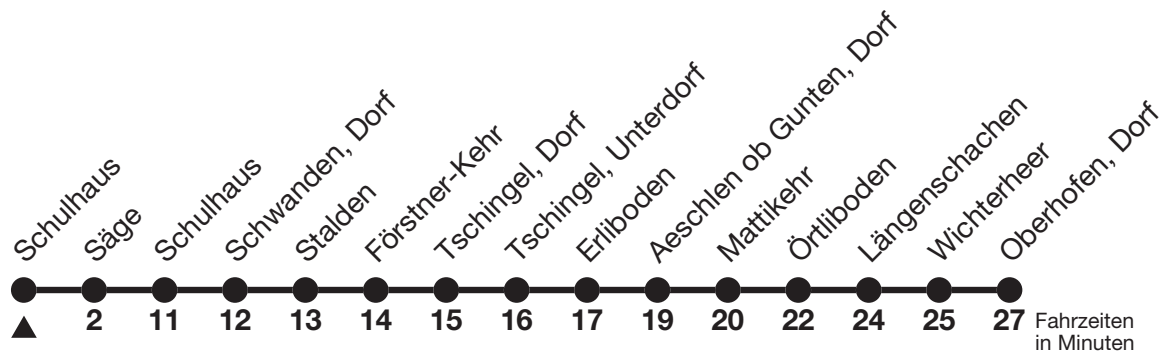 Schulhaus
Säge
Schulhaus
Schwanden, Dorf
Stalden
Förstner-Kehr
Tschingel, Dorf
Tschingel, Unterdorf
Erliboden
Aeschlen ob Gunten, Dorf
Mattikehr
Örtliboden
Längenschachen
Wichterheer
Oberhofen, Dorf
2 11 12 13 14 15 16 17 19 20 22 24 25 27 Fahrzeiten
in Minuten